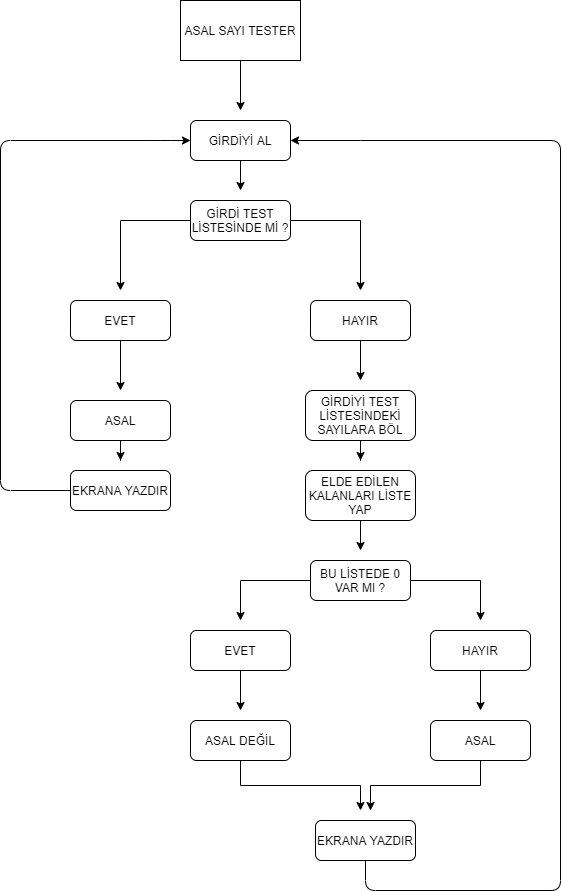 ASAL SAYI TESTER
GİRDİYİ AL
GİRDİ TEST
LİSTESİNDE Mİ ?
EVET
HAYIR
ASAL
GİRDİYİ TEST
LİSTESİNDEKİ
SAYILARA BÖL
EKRANA YAZDIR
ELDE EDİLEN
KALANLARI LİSTE
YAP
BU LİSTEDE 0
VAR MI ?
EVET
HAYIR
ASAL DEĞİL
ASAL
EKRANA YAZDIR